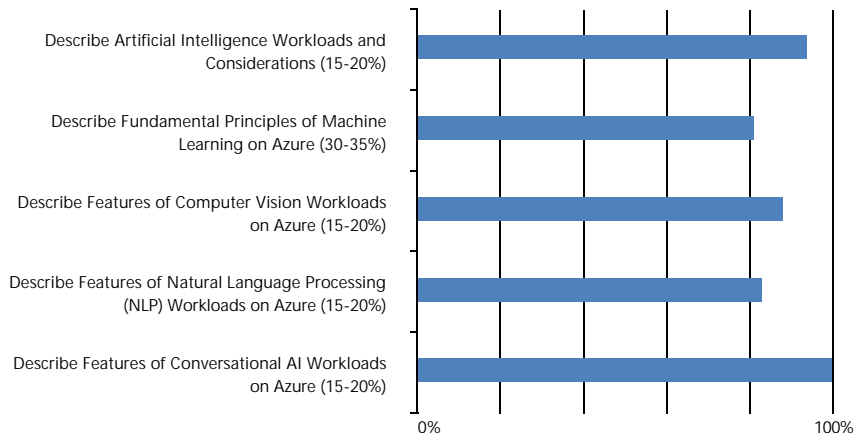 Describe Artificial Intelligence Workloads and
Considerations (15-20%)
Describe Fundamental Principles of Machine
Learning on Azure (30-35%)
Describe Features of Computer Vision Workloads
on Azure (15-20%)
Describe Features of Natural Language Processing
(NLP) Workloads on Azure (15-20%)
Describe Features of Conversational AI Workloads
on Azure (15-20%)
0% 100%